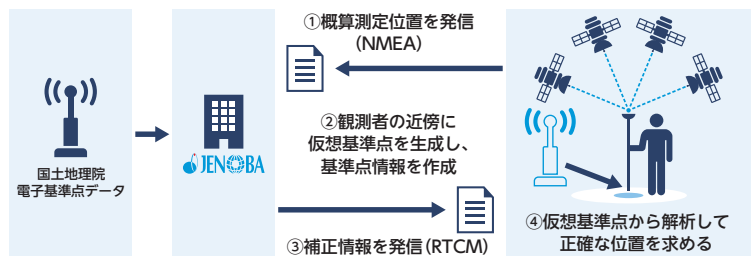 ①概算測定位置を発信
(NMEA)
②観測者の近傍に
仮想基準点を生成し、
基準点情報を作成
国土地理院
電子基準点データ
JENOBA
③補正情報を発信(RTCM)
④仮想基準点から解析して
正確な位置を求める